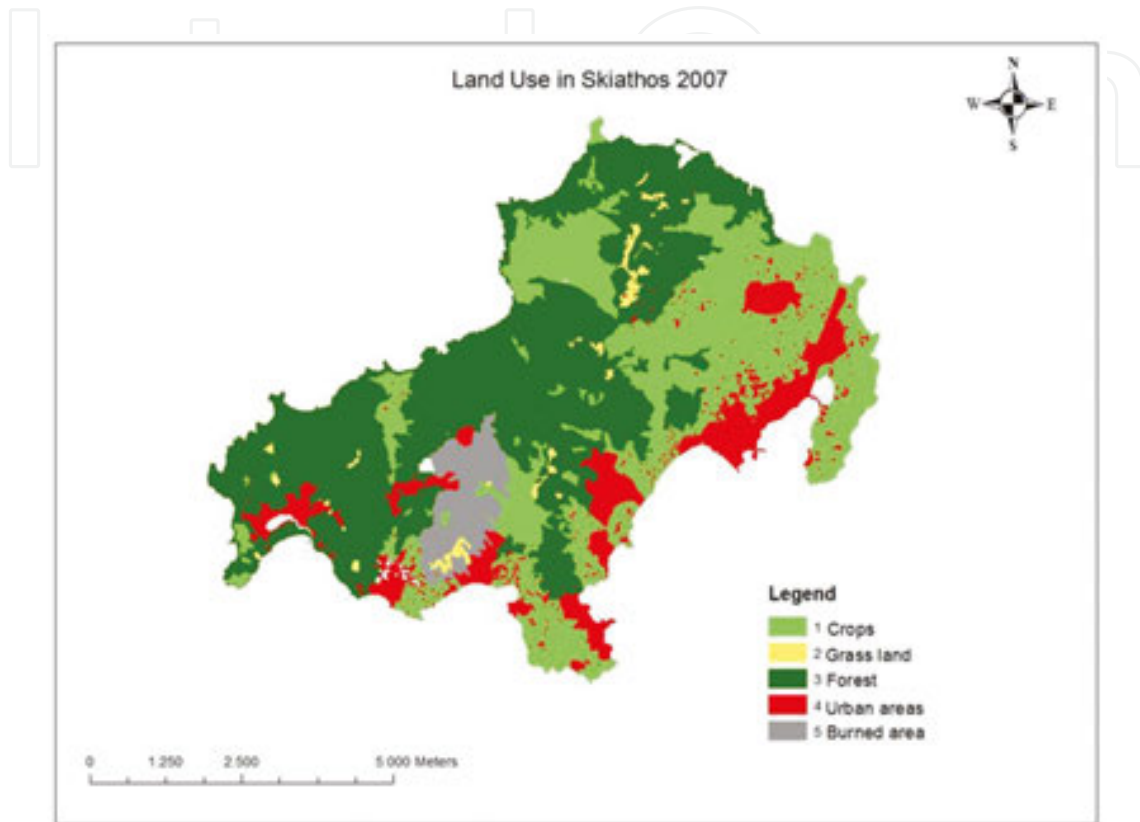 Land Use in Skiathos 2007
N
W E
S
Legend
1 Crops
2 Grass land
3 Forest
4 Urban areas
5 Burned area
0 1 250 2 500 5 000 Meters